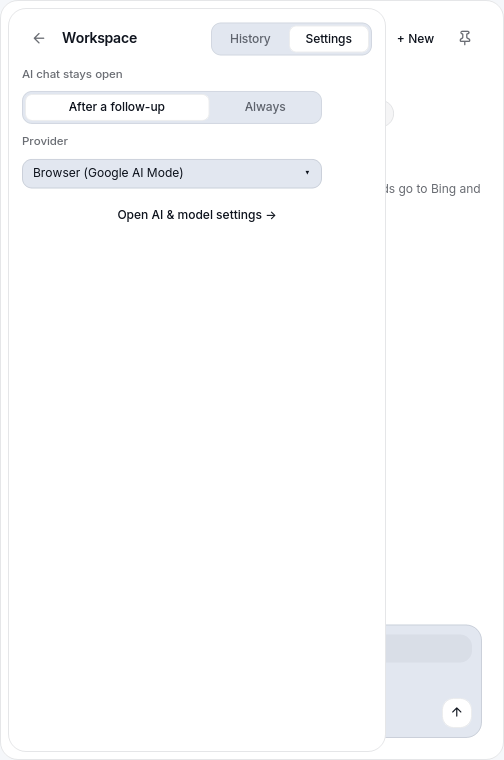 Workspace
History
Settings
+ New
AI chat stays open
After a follow-up
Always
Provider
Browser (Google AI Mode)
go to Bing and
Open AI & model settings →